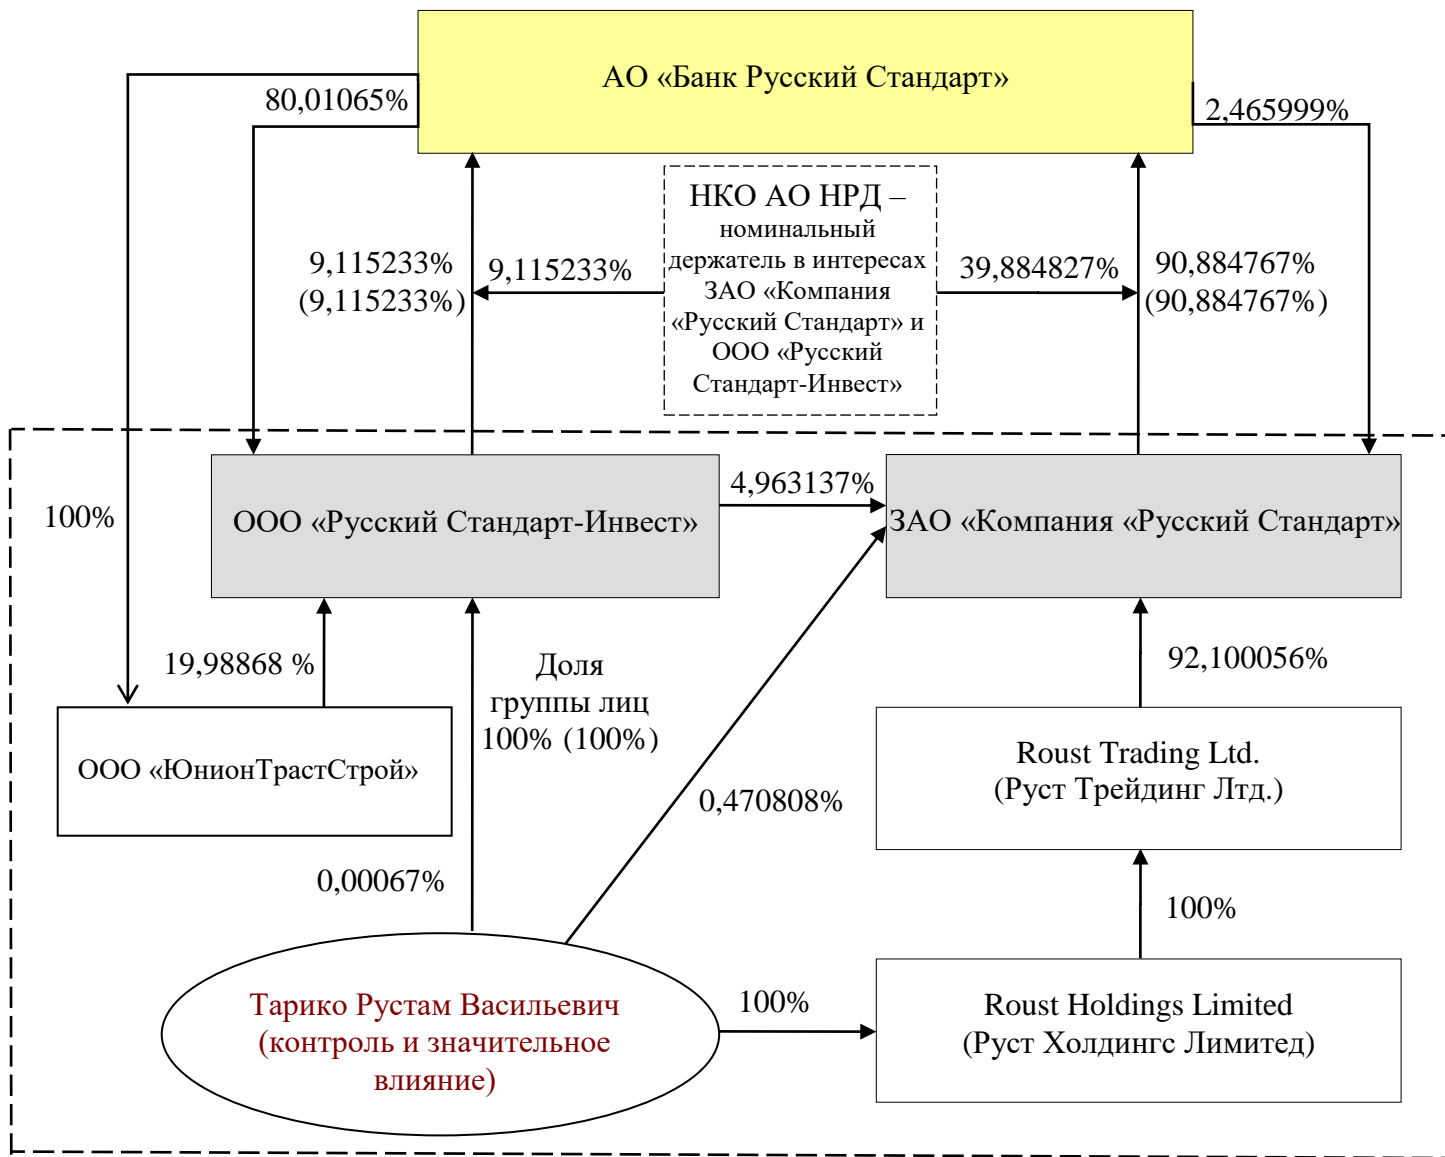 АО «Банк Русский Стандарт»
80,01065%
2,465999%
НКО АО НРД –
номинальный
держатель в интересах
ЗАО «Компания
«Русский Стандарт» и
ООО «Русский
Стандарт-Инвест»
9,115233%
(9,115233%)
9,115233%
39,884827%
90,884767%
(90,884767%)
100%
ООО «Русский Стандарт-Инвест»
4,963137%
ЗАО «Компания «Русский Стандарт»
19,98868 %
Доля
группы лиц
100% (100%)
92,100056%
ООО «ЮнионТрастСтрой»
Roust Trading Ltd.
(Руст Трейдинг Лтд.)
0,470808%
0,00067%
100%
Тарико Рустам Васильевич
(контроль и значительное
влияние)
100%
Roust Holdings Limited
(Руст Холдингс Лимитед)